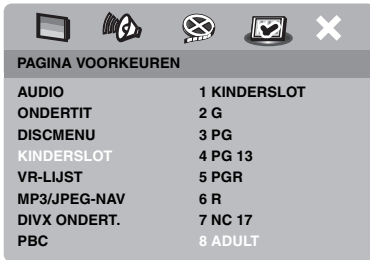 PAGINA VOORKEUREN
AUDIO 1 KINDERSLOT
ONDERTIT 2 G
DISCMENU 3 PG
KINDERSLOT 4 PG 13
VR-LIJST 5 PGR
MP3/JPEG-NAV 6 R
DIVX ONDERT. 7 NC 17
PBC 8 ADULT